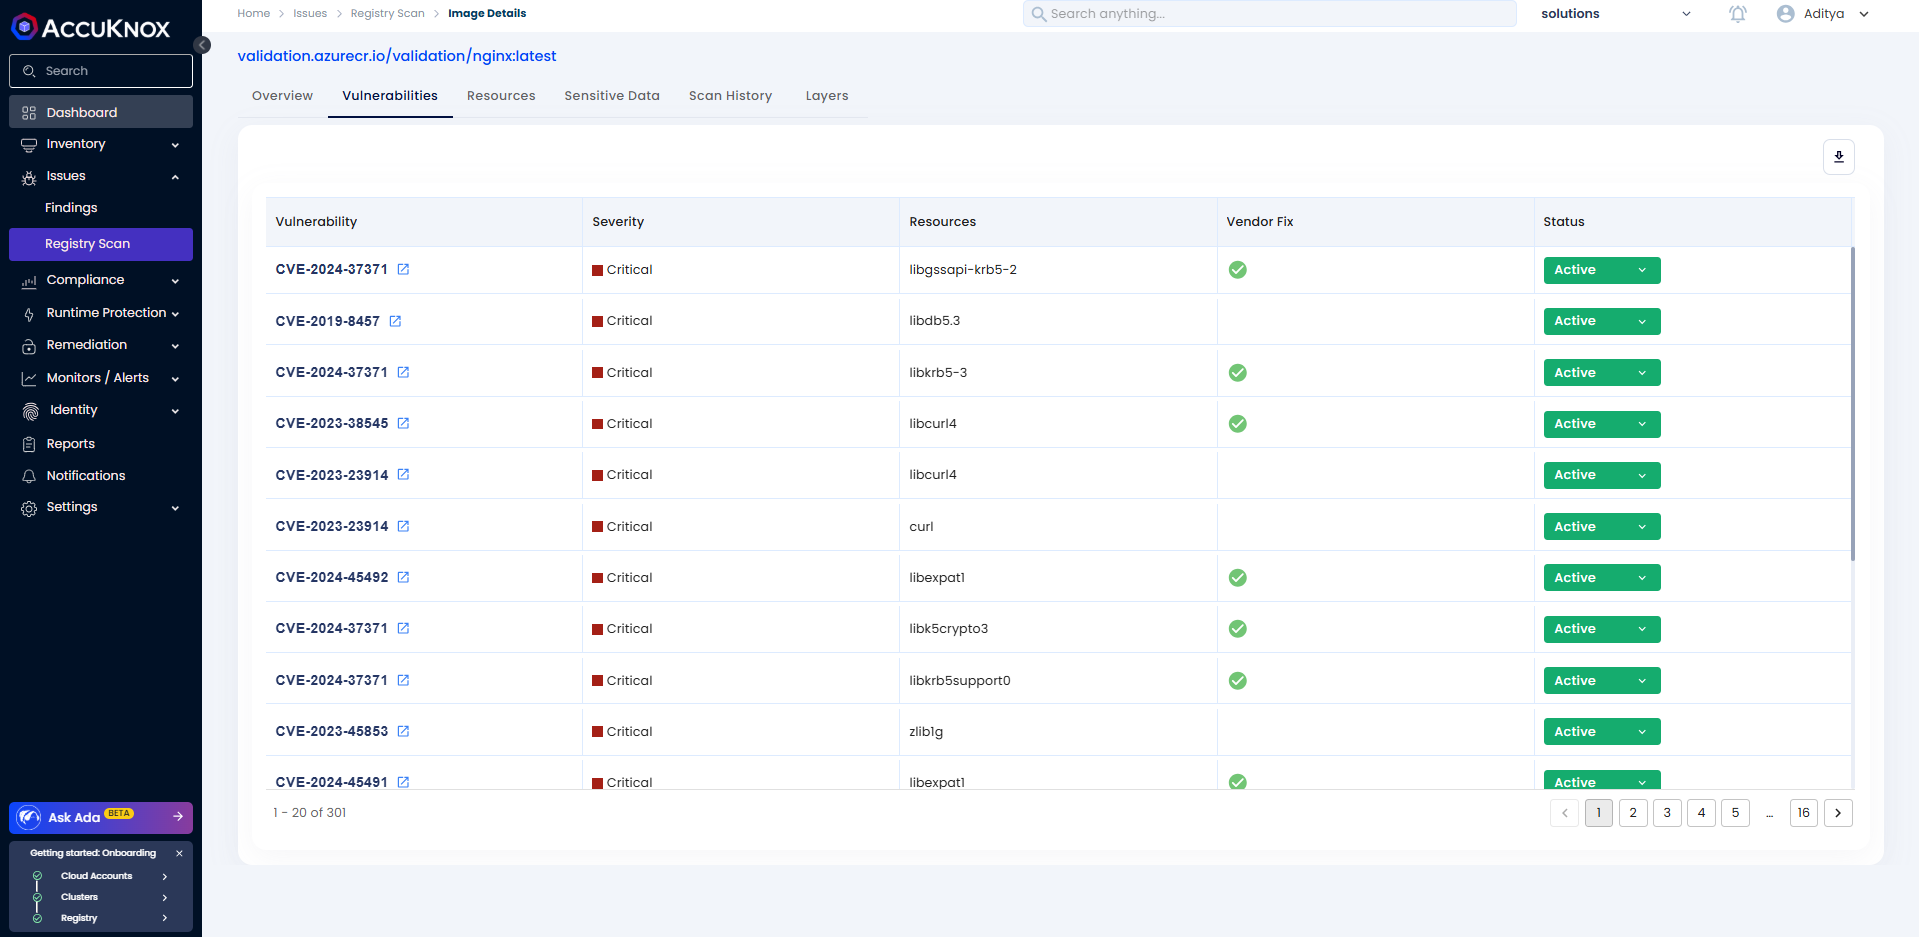 ACCUKNOX
Search
Dashboard
Inventory
Issues
Findings
Registry Scan
Compliance
Runtime Protection
Remediation
Monitors / Alerts
Identity
Reports
Notifications
Settings
Ask Ada BETA
Getting started: Onboarding
Cloud Accounts
Clusters
Registry
Home > Issues > Registry Scan > Image Details
Search anything...
solutions
Aditya
validation.azurecr.io/validation/nginx:latest
Overview Vulnerabilities Resources Sensitive Data Scan History Layers
Vulnerability Severity Resources Vendor Fix Status
CVE-2024-37371 Critical libgssapi-krb5-2 Active
CVE-2019-8457 Critical libdb5.3 Active
CVE-2024-37371 Critical libkrb5-3 Active
CVE-2023-38545 Critical libcurl4 Active
CVE-2023-23914 Critical libcurl4 Active
CVE-2023-23914 Critical curl Active
CVE-2024-45492 Critical libexpat1 Active
CVE-2024-37371 Critical libk5crypto3 Active
CVE-2024-37371 Critical libkrb5support0 Active
CVE-2023-45853 Critical zlib1g Active
CVE-2024-45491 Critical libexpat1 Active
1 - 20 of 301
1 2 3 4 5 ... 16